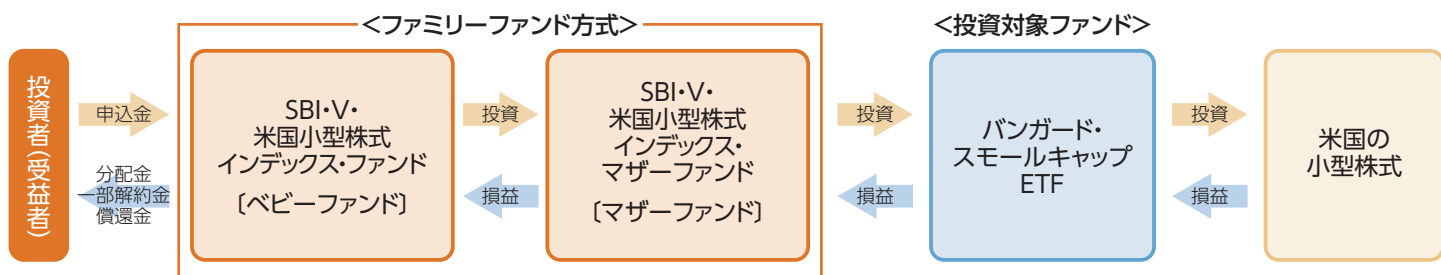 <ファミリーファンド方式>
<投資対象ファンド>
投資者(受益者)
申込金
分配金
一部解約金
償還金
SBI・V・
米国小型株式
インデックス・ファンド
〔ベビーファンド〕
投資
損益
SBI・V・
米国小型株式
インデックス・
マザーファンド
〔マザーファンド〕
投資
損益
バンガード・
スモールキャップ
ETF
投資
損益
米国の
小型株式